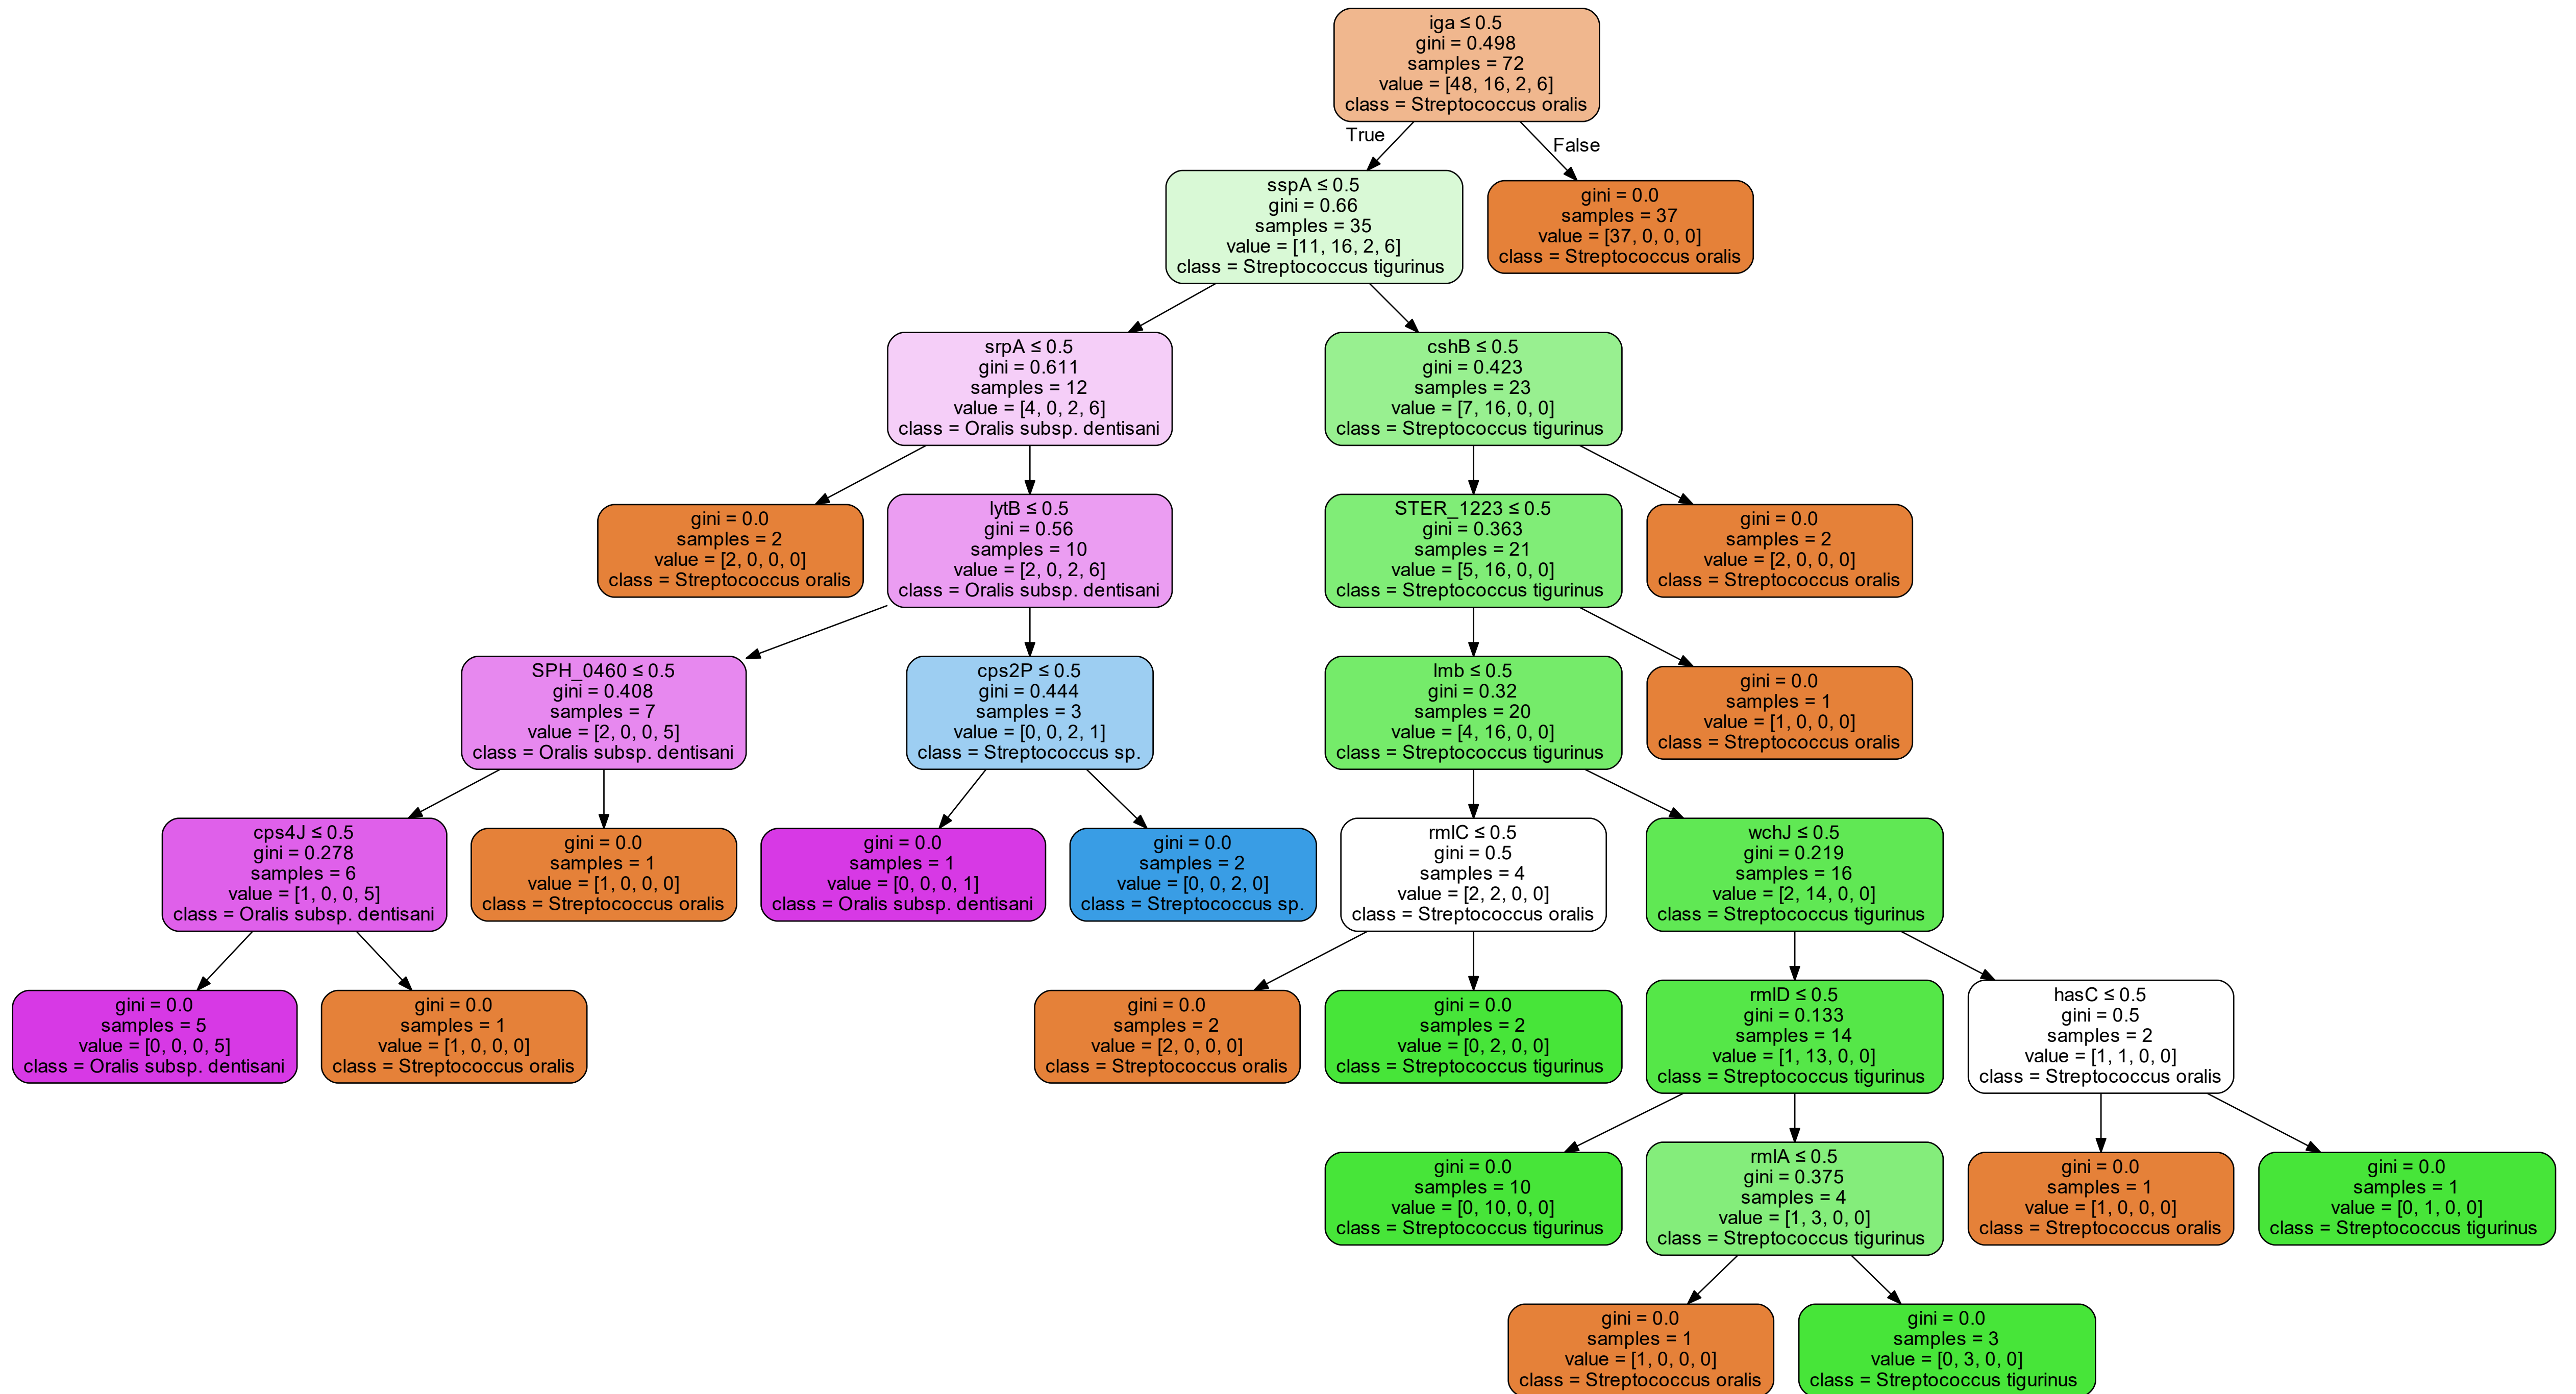 iga ≤ 0.5
gini = 0.498
samples = 72
value = [48, 16, 2, 6]
class = Streptococcus oralis
True
False
sspA ≤ 0.5
gini = 0.66
samples = 35
value = [11, 16, 2, 6]
class = Streptococcus tigurinus
gini = 0.0
samples = 37
value = [37, 0, 0, 0]
class = Streptococcus oralis
srpA ≤ 0.5
gini = 0.611
samples = 12
value = [4, 0, 2, 6]
class = Oralis subsp. dentisani
cshB ≤ 0.5
gini = 0.423
samples = 23
value = [7, 16, 0, 0]
class = Streptococcus tigurinus
gini = 0.0
samples = 2
value = [2, 0, 0, 0]
class = Streptococcus oralis
lytB ≤ 0.5
gini = 0.56
samples = 10
value = [2, 0, 2, 6]
class = Oralis subsp. dentisani
STER_1223 ≤ 0.5
gini = 0.363
samples = 21
value = [5, 16, 0, 0]
class = Streptococcus tigurinus
gini = 0.0
samples = 2
value = [2, 0, 0, 0]
class = Streptococcus oralis
SPH_0460 ≤ 0.5
gini = 0.408
samples = 7
value = [2, 0, 0, 5]
class = Oralis subsp. dentisani
cps2P ≤ 0.5
gini = 0.444
samples = 3
value = [0, 0, 2, 1]
class = Streptococcus sp.
lmb ≤ 0.5
gini = 0.32
samples = 20
value = [4, 16, 0, 0]
class = Streptococcus tigurinus
gini = 0.0
samples = 1
value = [1, 0, 0, 0]
class = Streptococcus oralis
cps4J ≤ 0.5
gini = 0.278
samples = 6
value = [1, 0, 0, 5]
class = Oralis subsp. dentisani
gini = 0.0
samples = 1
value = [1, 0, 0, 0]
class = Streptococcus oralis
gini = 0.0
samples = 1
value = [0, 0, 0, 1]
class = Oralis subsp. dentisani
gini = 0.0
samples = 2
value = [0, 0, 2, 0]
class = Streptococcus sp.
rmlC ≤ 0.5
gini = 0.5
samples = 4
value = [2, 2, 0, 0]
class = Streptococcus oralis
wchJ ≤ 0.5
gini = 0.219
samples = 16
value = [2, 14, 0, 0]
class = Streptococcus tigurinus
gini = 0.0
samples = 5
value = [0, 0, 0, 5]
class = Oralis subsp. dentisani
gini = 0.0
samples = 1
value = [1, 0, 0, 0]
class = Streptococcus oralis
gini = 0.0
samples = 2
value = [2, 0, 0, 0]
class = Streptococcus oralis
gini = 0.0
samples = 2
value = [0, 2, 0, 0]
class = Streptococcus tigurinus
rmlD ≤ 0.5
gini = 0.133
samples = 14
value = [1, 13, 0, 0]
class = Streptococcus tigurinus
hasC ≤ 0.5
gini = 0.5
samples = 2
value = [1, 1, 0, 0]
class = Streptococcus oralis
gini = 0.0
samples = 10
value = [0, 10, 0, 0]
class = Streptococcus tigurinus
rmlA ≤ 0.5
gini = 0.375
samples = 4
value = [1, 3, 0, 0]
class = Streptococcus tigurinus
gini = 0.0
samples = 1
value = [1, 0, 0, 0]
class = Streptococcus oralis
gini = 0.0
samples = 1
value = [0, 1, 0, 0]
class = Streptococcus tigurinus
gini = 0.0
samples = 1
value = [1, 0, 0, 0]
class = Streptococcus oralis
gini = 0.0
samples = 3
value = [0, 3, 0, 0]
class = Streptococcus tigurinus